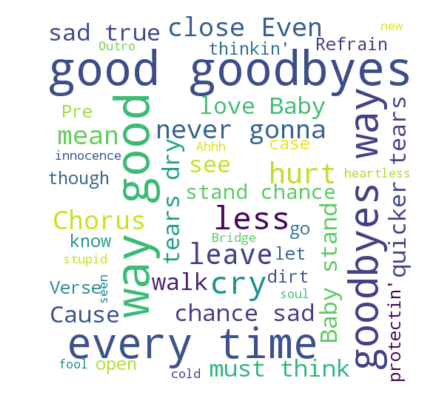 sad true
close Even
new
Outro
thinkin'
Refrain
good goodbyes
Pre
love Baby
mean
never gonna
Ahhh
case
innocence
see
hurt
heartless
though
way good
tears dry
stand chance
Chorus
less
go
know
Bridge
leave
let
stupid
Verse
seen
walk
cry
dirt
soul
Baby stand
goodbyes ways
quicker tears
protectin'
Cause
chance sad
every time
fool
open
cold
must think